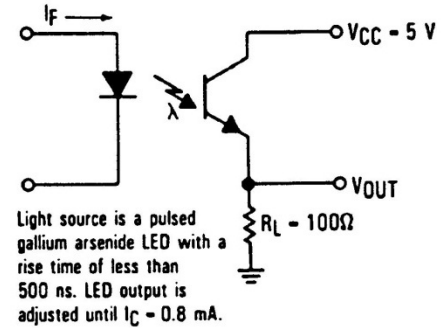 IF
VCC = 5 V
λ
VOUT
RL = 100Ω
Light source is a pulsed
gallium arsenide LED with a
rise time of less than
500 ns. LED output is
adjusted until IC = 0.8 mA.